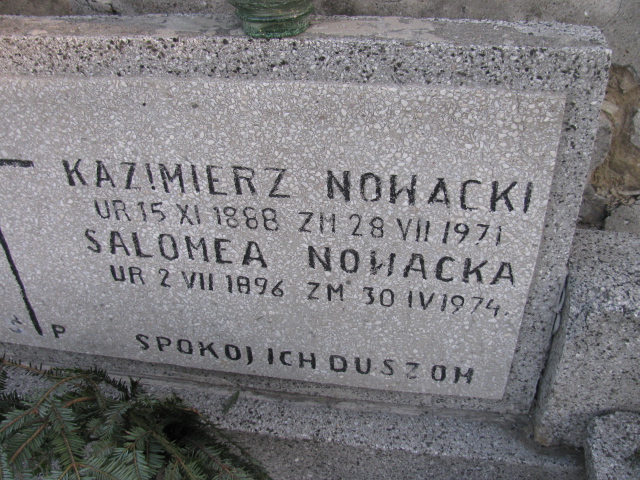 KAZIMIERZ NOWACKI
UR 15 XI 1888 ZM 28 VII 1971
SALOMEA NOWACKA
UR 2 VII 1896 ZM 30 IV 1974.
Ś P
SPOKOJ ICH DUSZOM